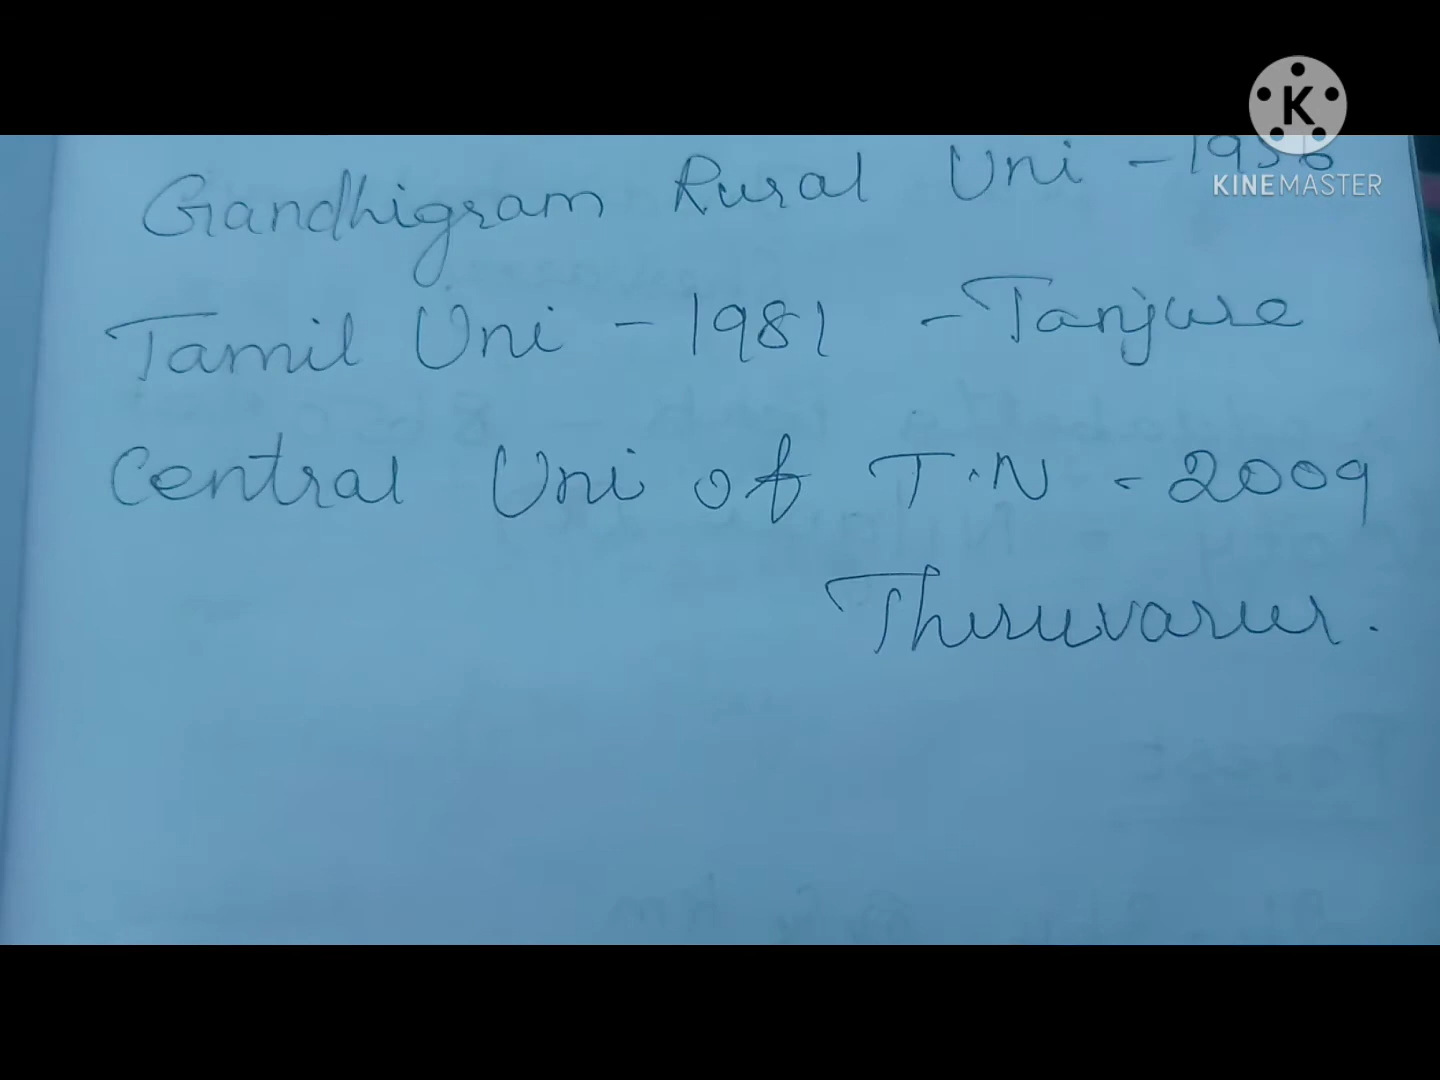 KINEMASTER
Gandhigram Rural Uni - 1956
Tamil Uni - 1981 - Tanjure
Central Uni of T.N - 2009
Thiruvarur.